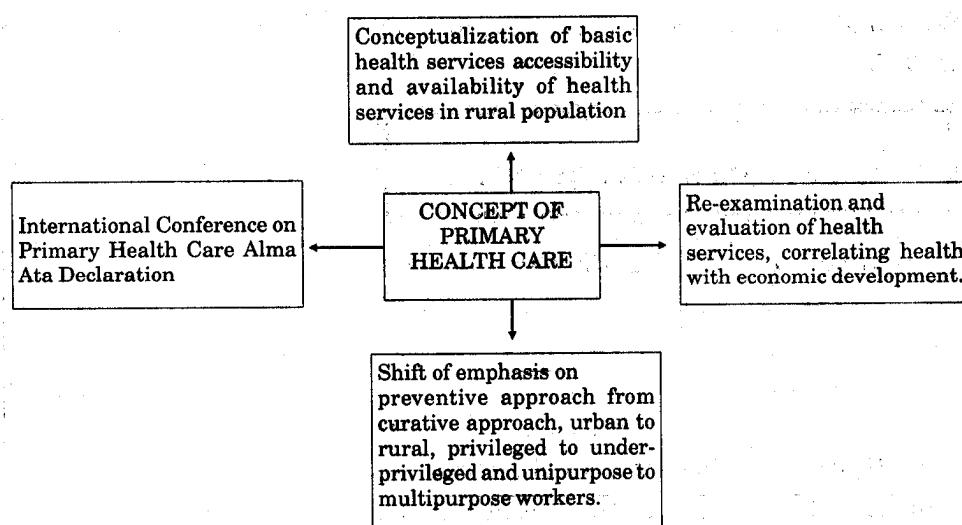 Conceptualization of basic
health services accessibility
and availability of health
services in rural population
International Conference on
Primary Health Care Alma
Ata Declaration
CONCEPT OF
PRIMARY
HEALTH CARE
Re-examination and
evaluation of health
services, correlating health
with economic development.
Shift of emphasis on
preventive approach from
curative approach, urban to
rural, privileged to under-
privileged and unipurpose to
multipurpose workers.